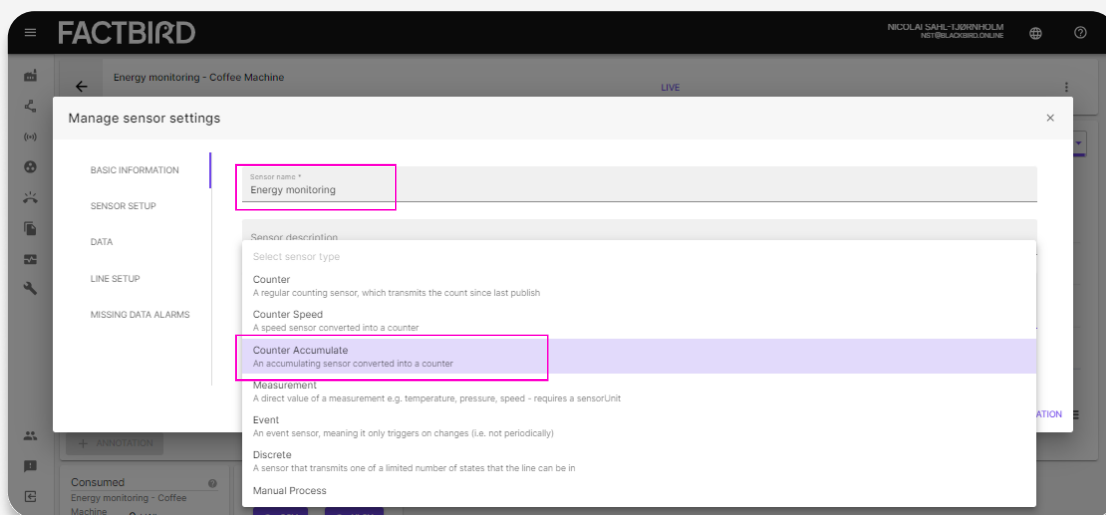 FACTBIRD
NICOLAI SAHL-TJØRNHOLM
NST@BLACKBIRD.ONLINE
Energy monitoring - Coffee Machine
LIVE
Manage sensor settings
BASIC INFORMATION
SENSOR SETUP
DATA
LINE SETUP
MISSING DATA ALARMS
Sensor name *
Energy monitoring
Sensor description
Select sensor type
Counter
A regular counting sensor, which transmits the count since last publish
Counter Speed
A speed sensor converted into a counter
Counter Accumulate
An accumulating sensor converted into a counter
Measurement
A direct value of a measurement e.g. temperature, pressure, speed - requires a sensorUnit
Event
An event sensor, meaning it only triggers on changes (i.e. not periodically)
Discrete
A sensor that transmits one of a limited number of states that the line can be in
Manual Process
+ ANNOTATION
Consumed
Energy monitoring - Coffee
Machine